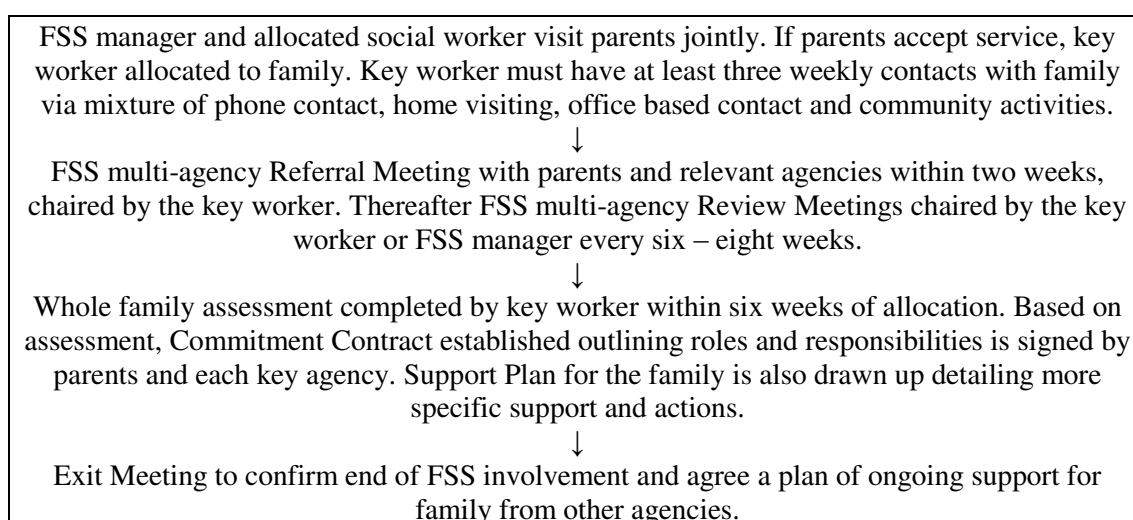 FSS manager and allocated social worker visit parents jointly. If parents accept service, key
worker allocated to family. Key worker must have at least three weekly contacts with family
via mixture of phone contact, home visiting, office based contact and community activities.
↓
FSS multi-agency Referral Meeting with parents and relevant agencies within two weeks,
chaired by the key worker. Thereafter FSS multi-agency Review Meetings chaired by the key
worker or FSS manager every six – eight weeks.
↓
Whole family assessment completed by key worker within six weeks of allocation. Based on
assessment, Commitment Contract established outlining roles and responsibilities is signed by
parents and each key agency. Support Plan for the family is also drawn up detailing more
specific support and actions.
↓
Exit Meeting to confirm end of FSS involvement and agree a plan of ongoing support for
family from other agencies.